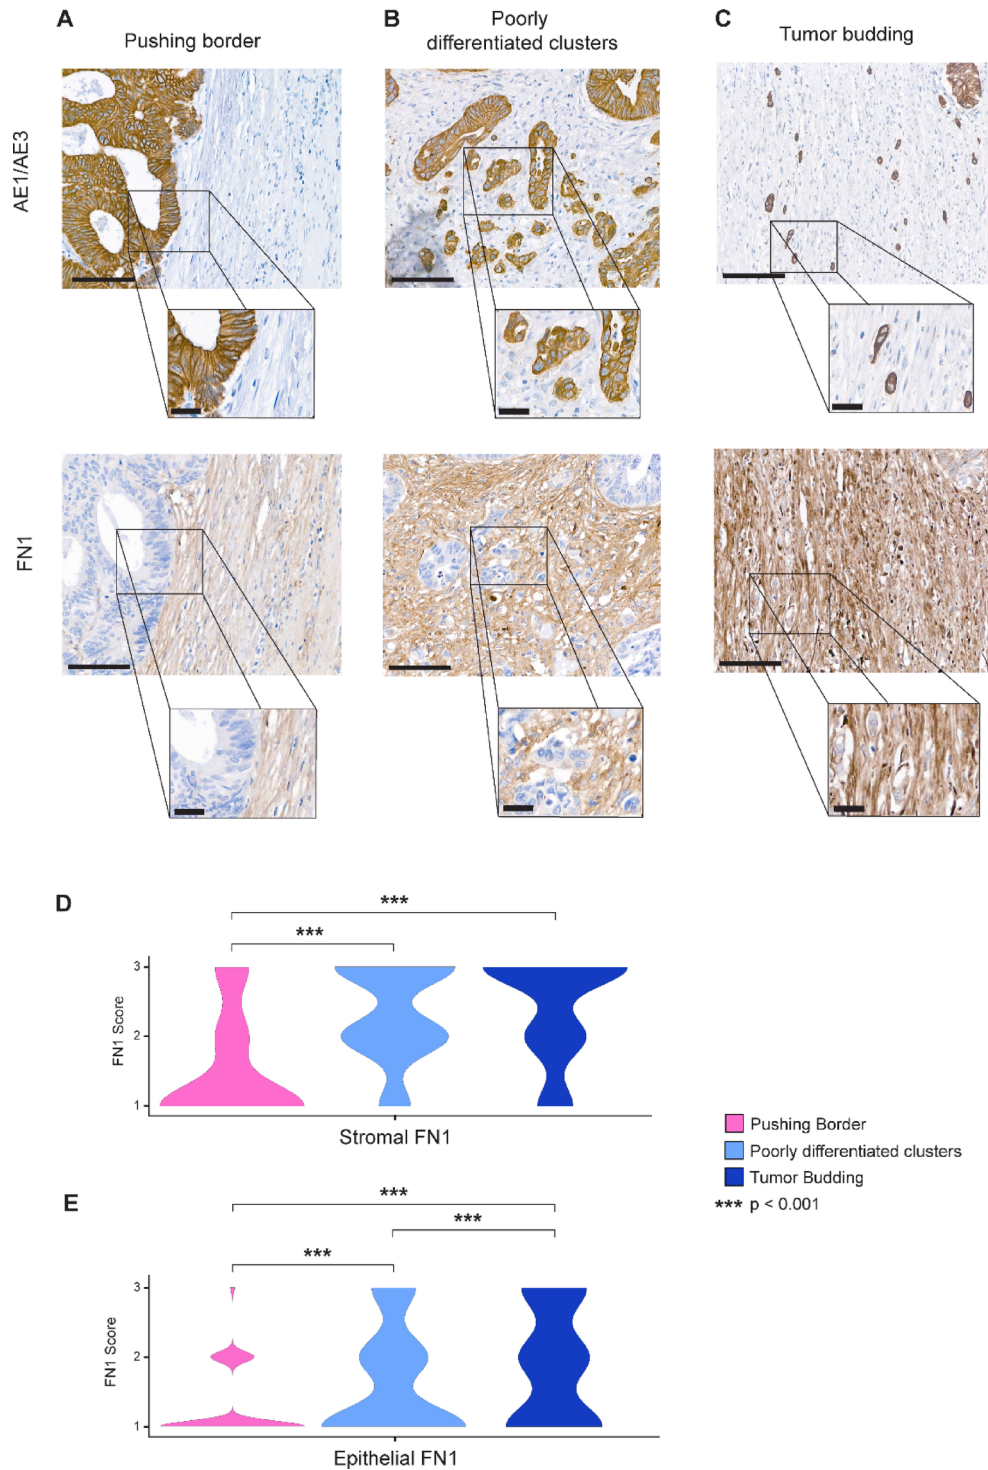 A
Pushing border
B
Poorly
differentiated clusters
C
Tumor budding
AE1/AE3
FN1
D
***
***
3
2
1
FN1 Score
Stromal FN1
Pushing Border
Poorly differentiated clusters
Tumor Budding
*** p < 0.001
E
***
***
***
3
2
1
FN1 Score
Epithelial FN1